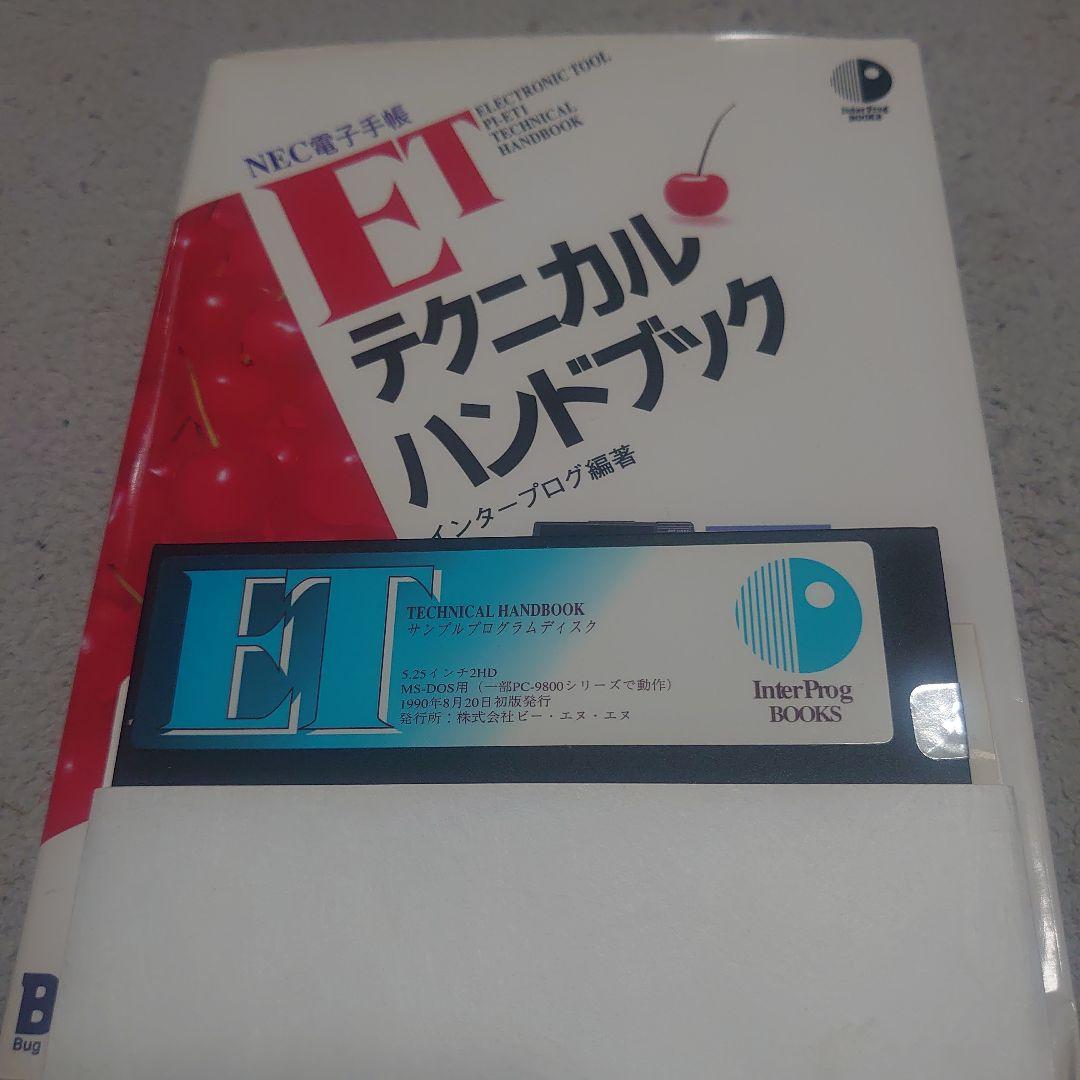 NEC電子手帳
ET
ELECTRONIC TOOL
PI-ET1
TECHNICAL
HANDBOOK
InterProg
BOOKS
テクニカル
ハンドブック
インタープログ編著
ET
TECHNICAL HANDBOOK
サンプルプログラムディスク
5.25インチ2HD
MS-DOS用（一部PC-9800シリーズで動作）
1990年8月20日初版発行
発行所：株式会社ビー・エヌ・エヌ
InterProg
BOOKS
B
Bug